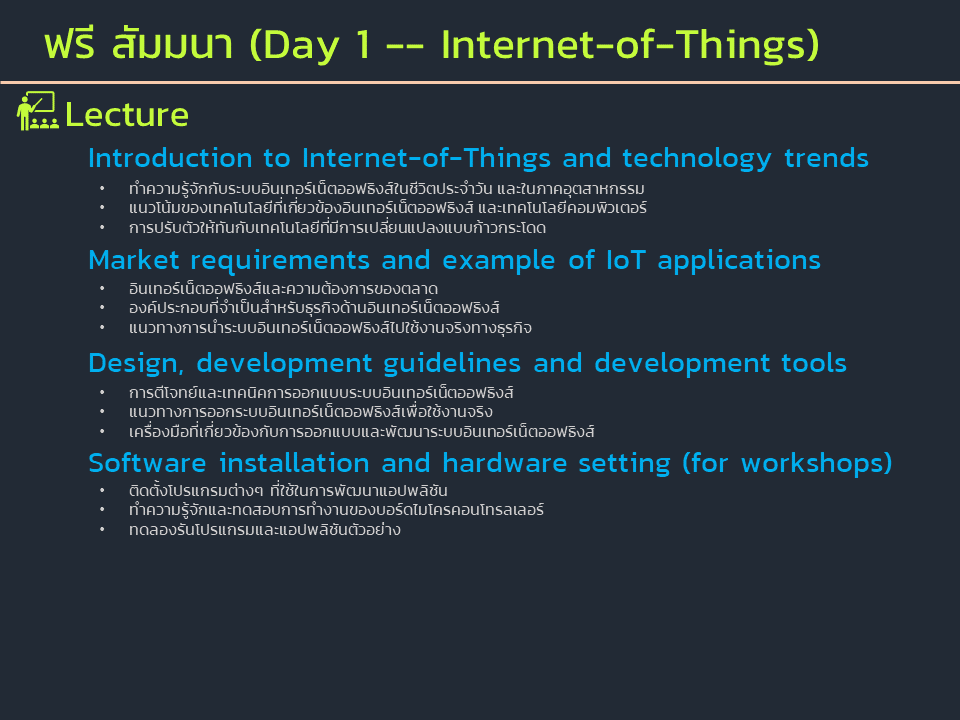 ฟรี สัมมนา (Day 1 -- Internet-of-Things)
Lecture
Introduction to Internet-of-Things and technology trends
• ทำความรู้จักกับระบบอินเทอร์เน็ตออฟธิงส์ในชีวิตประจำวัน และในภาคอุตสาหกรรม
• แนวโน้มของเทคโนโลยีที่เกี่ยวข้องอินเทอร์เน็ตออฟธิงส์ และเทคโนโลยีคอมพิวเตอร์
• การปรับตัวให้ทันกับเทคโนโลยีที่มีการเปลี่ยนแปลงแบบก้าวกระโดด
Market requirements and example of IoT applications
• อินเทอร์เน็ตออฟธิงส์และความต้องการของตลาด
• องค์ประกอบที่จำเป็นสำหรับธุรกิจด้านอินเทอร์เน็ตออฟธิงส์
• แนวทางการนำระบบอินเทอร์เน็ตออฟธิงส์ไปใช้งานจริงทางธุรกิจ
Design, development guidelines and development tools
• การตีโจทย์และเทคนิคการออกแบบระบบอินเทอร์เน็ตออฟธิงส์
• แนวทางการออกระบบอินเทอร์เน็ตออฟธิงส์เพื่อใช้งานจริง
• เครื่องมือที่เกี่ยวข้องกับการออกแบบและพัฒนาระบบอินเทอร์เน็ตออฟธิงส์
Software installation and hardware setting (for workshops)
• ติดตั้งโปรแกรมต่างๆ ที่ใช้ในการพัฒนาแอปพลิชัน
• ทำความรู้จักและทดสอบการทำงานของบอร์ดไมโครคอนโทรลเลอร์
• ทดลองรันโปรแกรมและแอปพลิชันตัวอย่าง